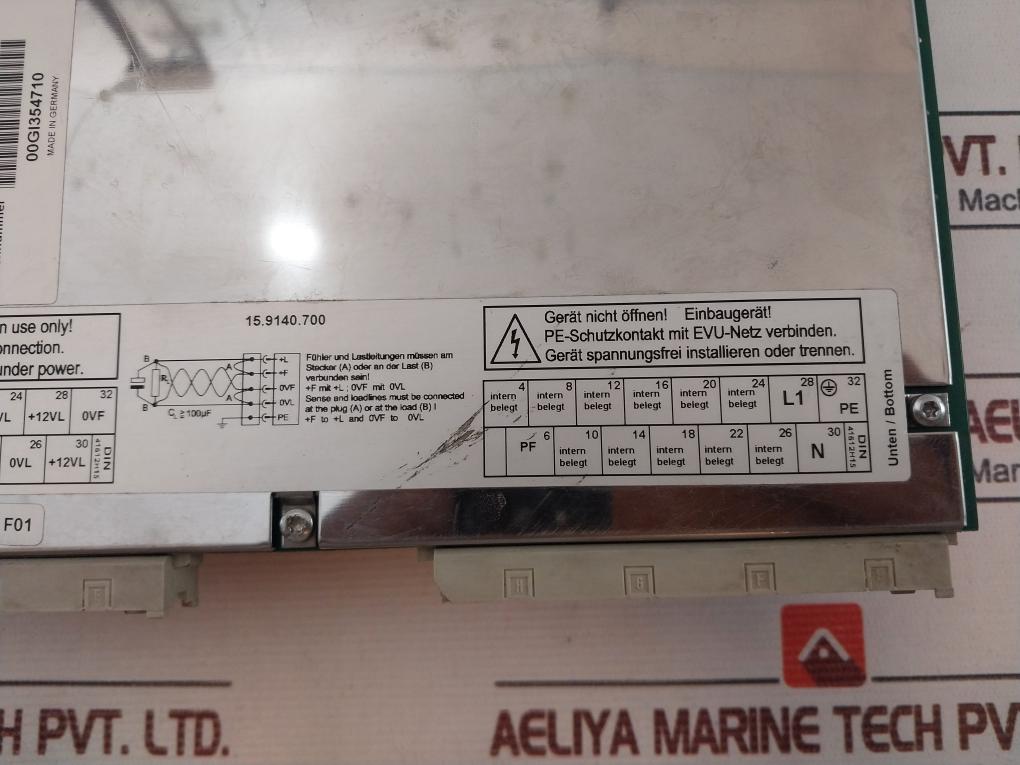 00GI354710
MADE IN GERMANY
n use only!
onnection.
under power.
15.9140.700
Fühler und Lastleitungen müssen am
Stecker (A) oder an der Last (B)
verbunden sein!
+F mit +L ; 0VF mit 0VL
Sense and loadlines must be connected
at the plug (A) or at the load (B) !
+F to +L and 0VF to 0VL
B
B
A
A
+L
+F
0VF
0VL
PE
RL
CL ≥ 100µF
Gerät nicht öffnen! Einbaugerät!
PE-Schutzkontakt mit EVU-Netz verbinden.
Gerät spannungsfrei installieren oder trennen.
24 28 32
VL +12VL 0VF
26 30
0VL +12VL DIN 41612H15
4 8 12 16 20 24 28 32
intern belegt intern belegt intern belegt intern belegt intern belegt intern belegt L1 PE
6 10 14 18 22 26 30
PF intern belegt intern belegt intern belegt intern belegt intern belegt N DIN 41612H15
Unten / Bottom
F01
H G F
VT.
Mach
AEL
Mar
H PVT. LTD.
AELIYA MARINE TECH PV